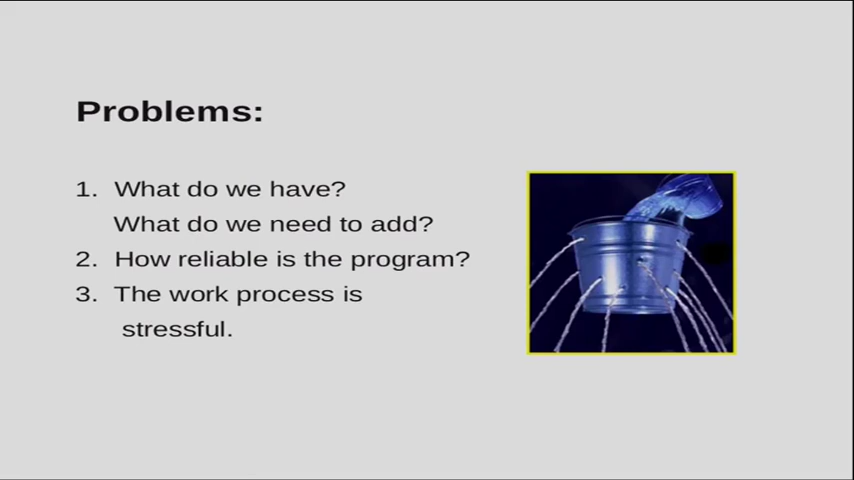 Problems:
1. What do we have?
What do we need to add?
2. How reliable is the program?
3. The work process is
stressful.